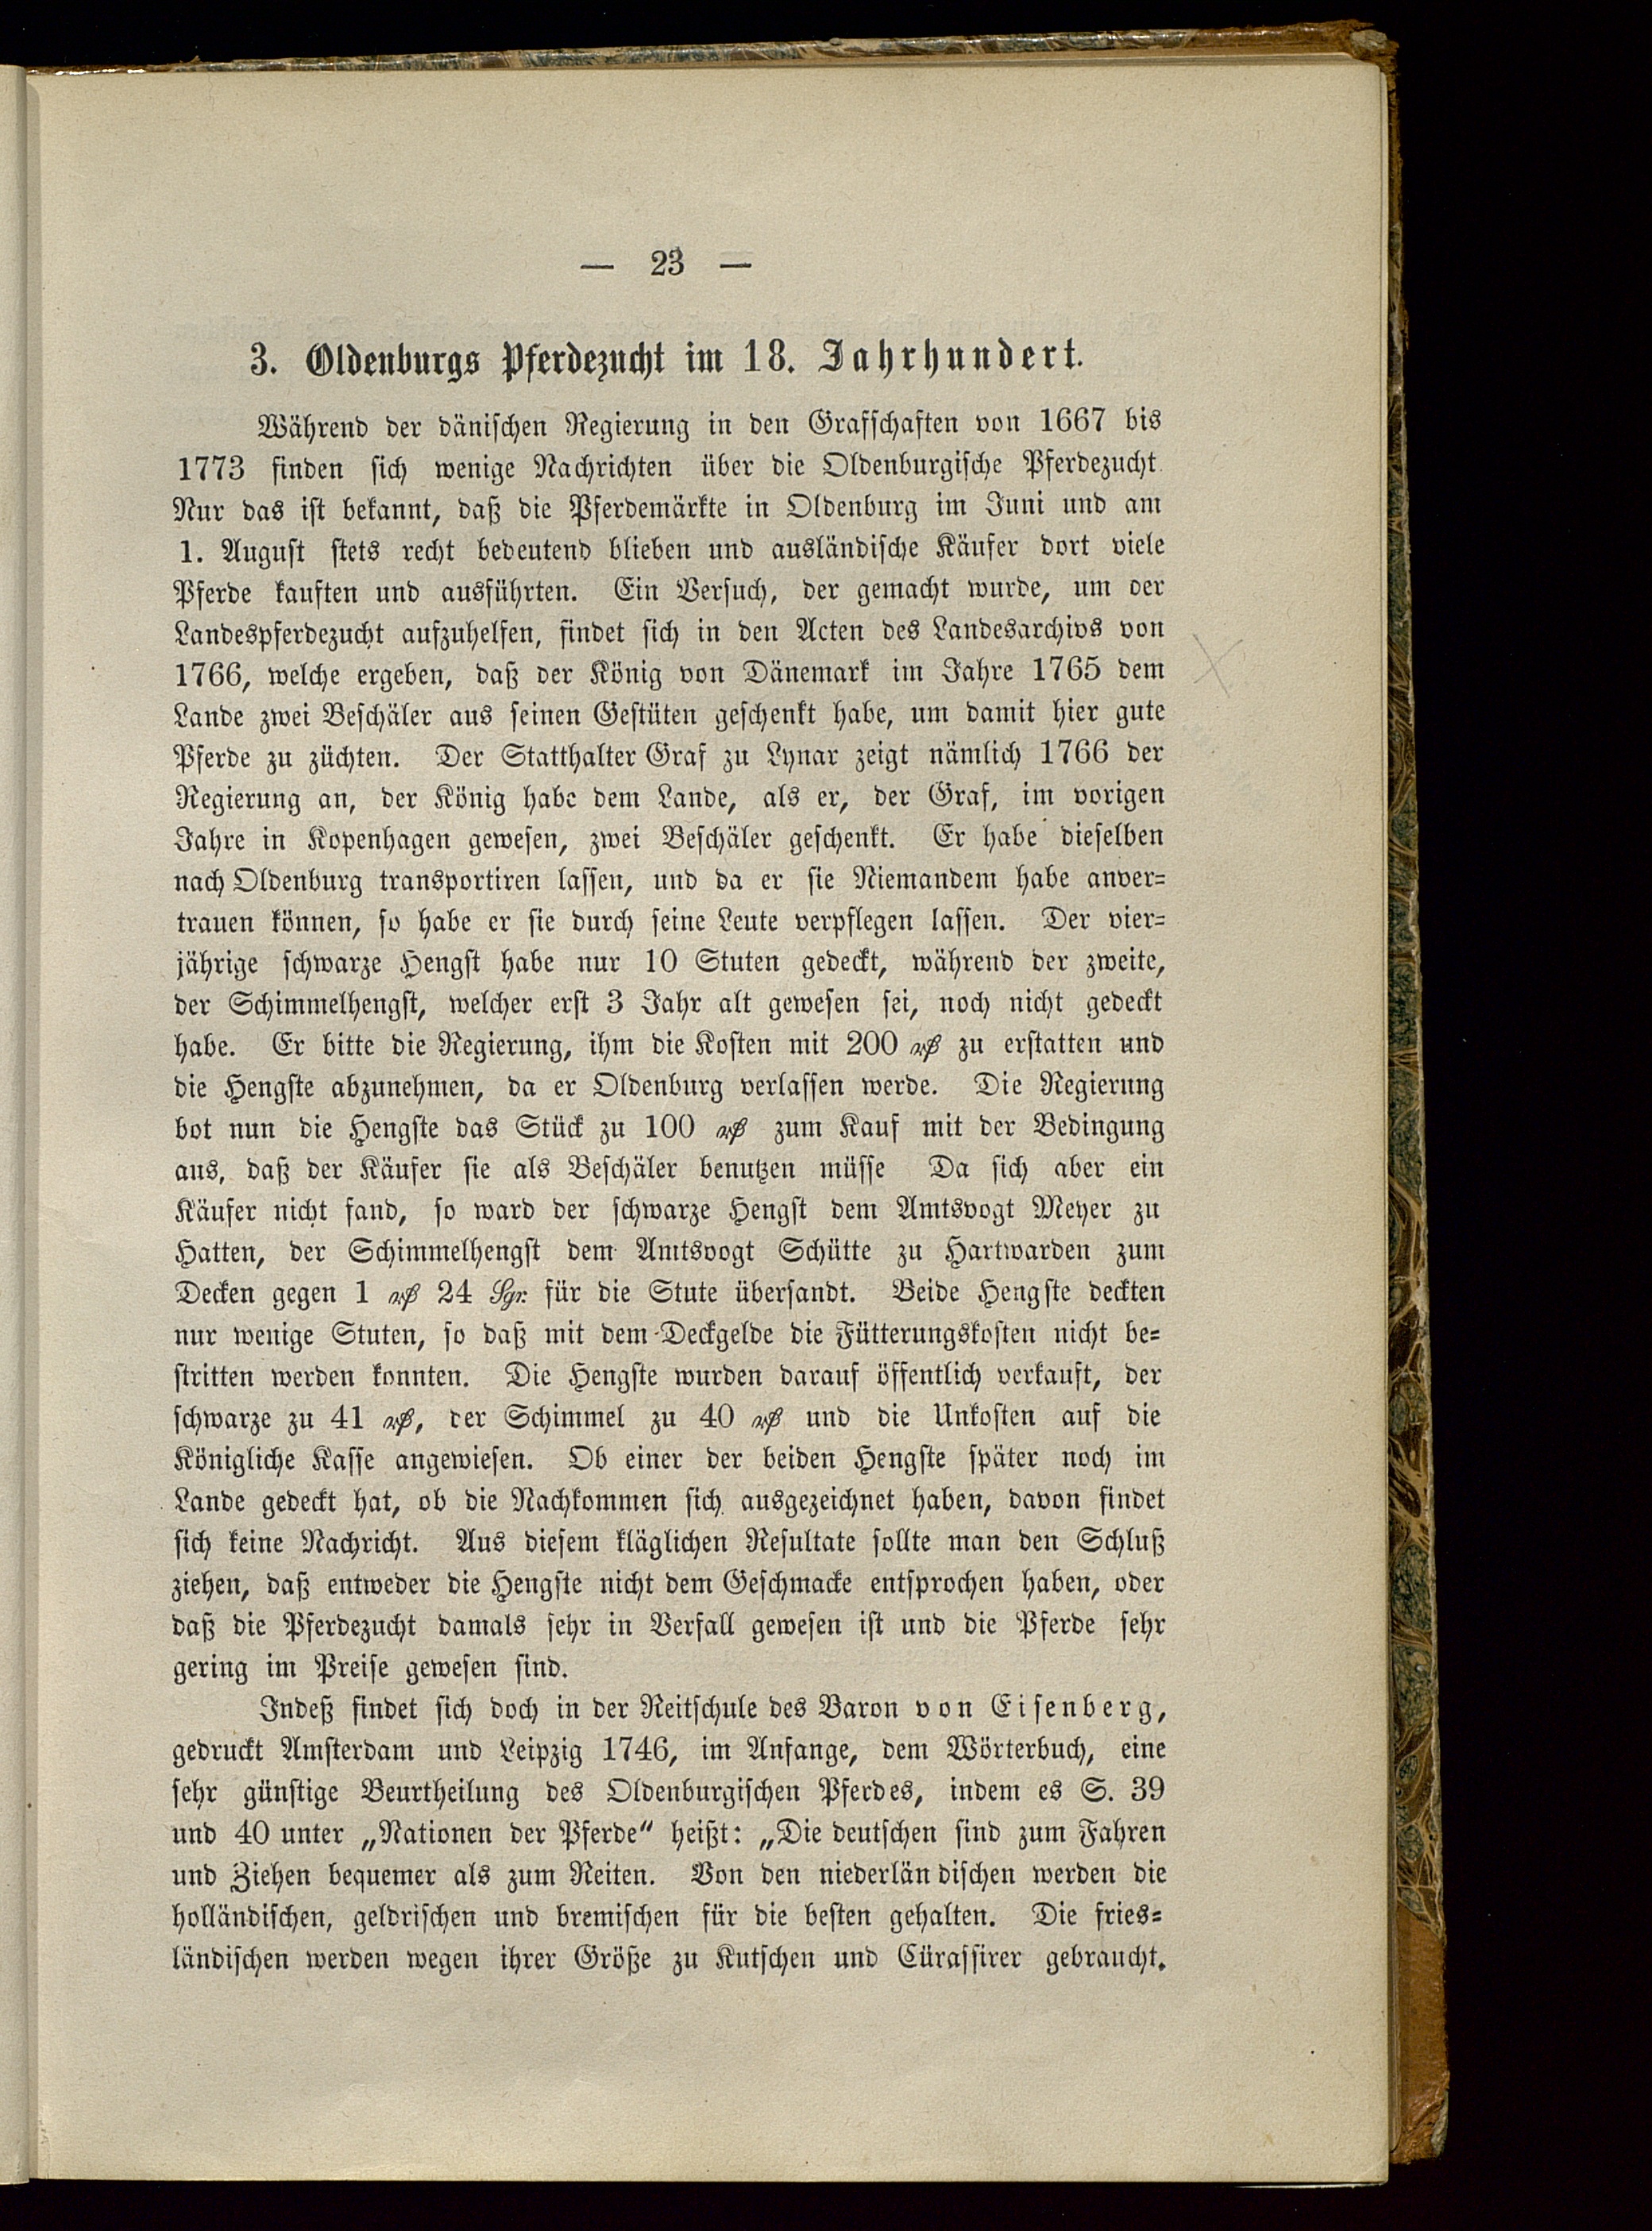 — 23 —
3. Oldenburgs Pferdezucht im 18. Jahrhundert.
Während der dänischen Regierung in den Grafschaften von 1667 bis
1773 finden sich wenige Nachrichten über die Oldenburgische Pferdezucht
Nur das ist bekannt, daß die Pferdemärkte in Oldenburg im Juni und am
1. August stets recht bedeutend blieben und ausländische Käufer dort viele
Pferde kauften und ausführten. Ein Versuch, der gemacht wurde, um der
Landespferdezucht aufzuhelfen, findet sich in den Acten des Landesarchivs von
1766, welche ergeben, daß der König von Dänemark im Jahre 1765 dem
Lande zwei Beschäler aus seinen Gestüten geschenkt habe, um damit hier gute
Pferde zu züchten. Der Statthalter Graf zu Lynar zeigt nämlich 1766 der
Regierung an, der König habe dem Lande, als er, der Graf, im vorigen
Jahre in Kopenhagen gewesen, zwei Beschäler geschenkt. Er habe dieselben
nach Oldenburg transportiren lassen, und da er sie Niemandem habe anver-
trauen können, so habe er sie durch seine Leute verpflegen lassen. Der vier-
jährige schwarze Hengst habe nur 10 Stuten gedeckt, während der zweite,
der Schimmelhengst, welcher erst 3 Jahr alt gewesen sei, noch nicht gedeckt
habe. Er bitte die Regierung, ihm die Kosten mit 200 ₰ zu erstatten und
die Hengste abzunehmen, da er Oldenburg verlassen werde. Die Regierung
bot nun die Hengste das Stück zu 100 ₰ zum Kauf mit der Bedingung
aus, daß der Käufer sie als Beschäler benutzen müsse Da sich aber ein
Käufer nicht fand, so ward der schwarze Hengst dem Amtsvogt Meyer zu
Hatten, der Schimmelhengst dem Amtsvogt Schütte zu Hartwarden zum
Decken gegen 1 ₰ 24 Sgr. für die Stute übersandt. Beide Hengste deckten
nur wenige Stuten, so daß mit dem Deckgelde die Fütterungskosten nicht be-
stritten werden konnten. Die Hengste wurden darauf öffentlich verkauft, der
schwarze zu 41 ₰, der Schimmel zu 40 ₰ und die Unkosten auf die
Königliche Kasse angewiesen. Ob einer der beiden Hengste später noch im
Lande gedeckt hat, ob die Nachkommen sich ausgezeichnet haben, davon findet
sich keine Nachricht. Aus diesem kläglichen Resultate sollte man den Schluß
ziehen, daß entweder die Hengste nicht dem Geschmacke entsprochen haben, oder
daß die Pferdezucht damals sehr in Verfall gewesen ist und die Pferde sehr
gering im Preise gewesen sind.
Indeß findet sich doch in der Reitschule des Baron von Eisenberg,
gedruckt Amsterdam und Leipzig 1746, im Anfange, dem Wörterbuch, eine
sehr günstige Beurtheilung des Oldenburgischen Pferdes, indem es S. 39
und 40 unter „Nationen der Pferde“ heißt: „Die deutschen sind zum Fahren
und Ziehen bequemer als zum Reiten. Von den niederländischen werden die
holländischen, geldrischen und bremischen für die besten gehalten. Die fries-
ländischen werden wegen ihrer Größe zu Kutschen und Cürassirer gebraucht.